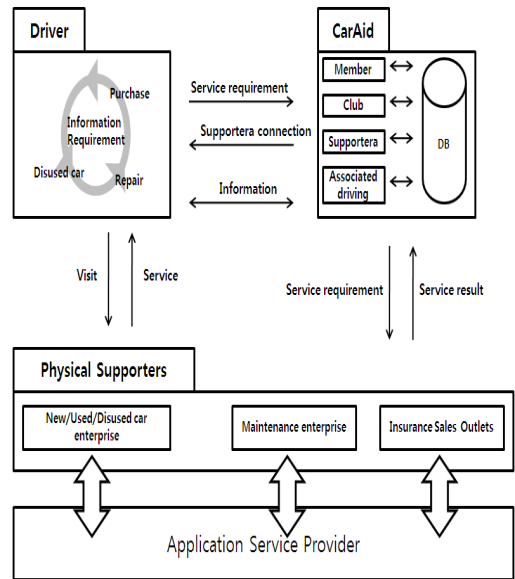 Driver
CarAid
Purchase
Information
Requirement
Disused car
Repair
Service requirement
Supportera connection
Information
Member
Club
Supportera
Associated
driving
DB
Visit
Service
Service requirement
Service result
Physical Supporters
New/Used/Disused car
enterprise
Maintenance enterprise
Insurance Sales Outlets
Application Service Provider